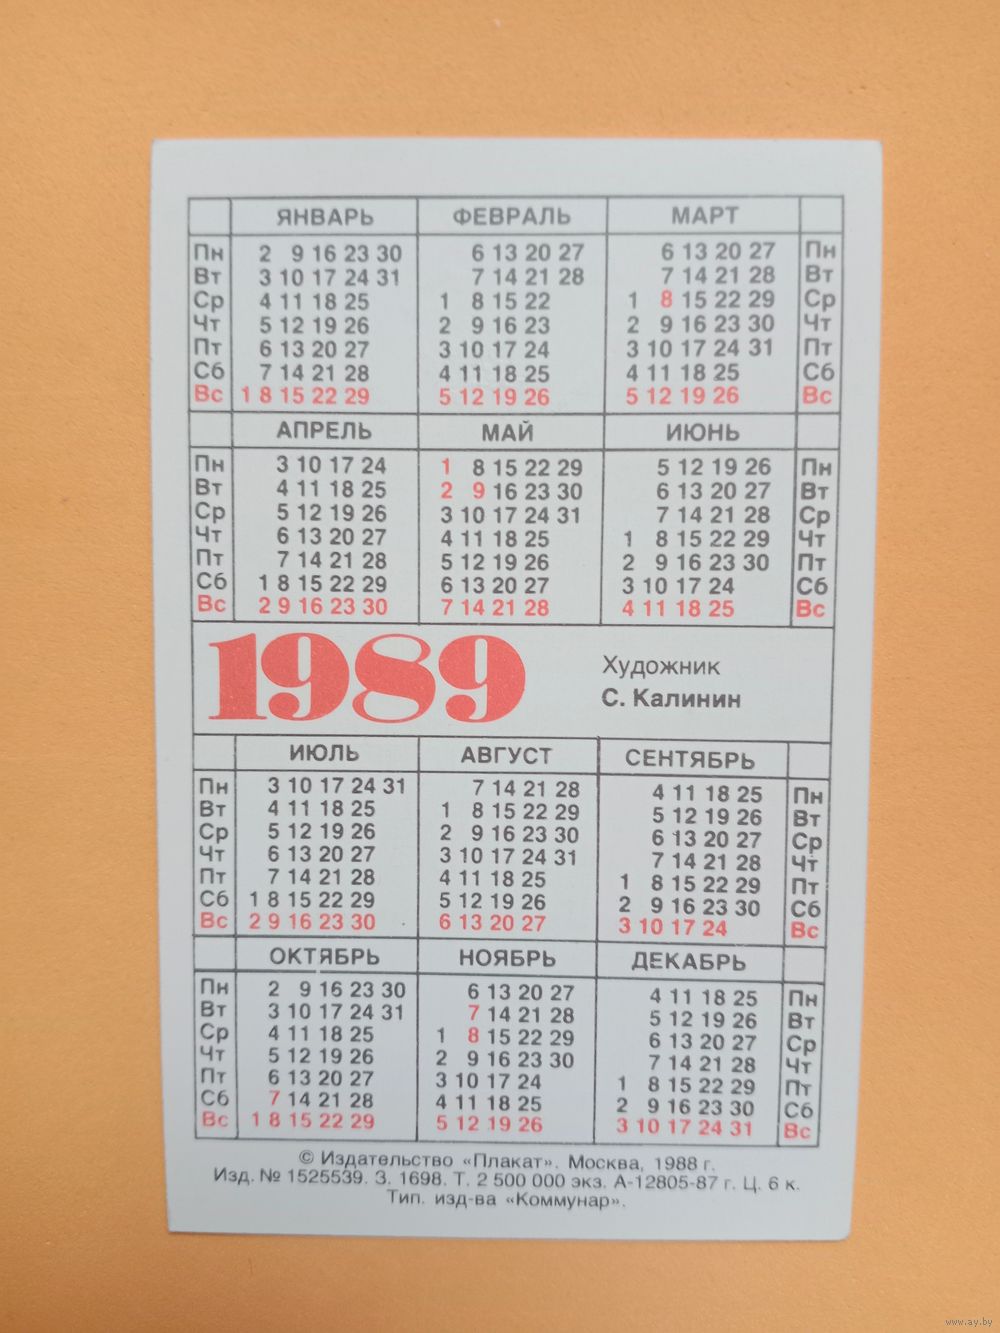 ЯНВАРЬ ФЕВРАЛЬ МАРТ
Пн 2 9 16 23 30 6 13 20 27 6 13 20 27 Пн
Вт 3 10 17 24 31 7 14 21 28 7 14 21 28 Вт
Ср 4 11 18 25 1 8 15 22 1 8 15 22 29 Ср
Чт 5 12 19 26 2 9 16 23 2 9 16 23 30 Чт
Пт 6 13 20 27 3 10 17 24 3 10 17 24 31 Пт
Сб 7 14 21 28 4 11 18 25 4 11 18 25 Сб
Вс 1 8 15 22 29 5 12 19 26 5 12 19 26 Вс
АПРЕЛЬ МАЙ ИЮНЬ
Пн 3 10 17 24 1 8 15 22 29 5 12 19 26 Пн
Вт 4 11 18 25 2 9 16 23 30 6 13 20 27 Вт
Ср 5 12 19 26 3 10 17 24 31 7 14 21 28 Ср
Чт 6 13 20 27 4 11 18 25 1 8 15 22 29 Чт
Пт 7 14 21 28 5 12 19 26 2 9 16 23 30 Пт
Сб 1 8 15 22 29 6 13 20 27 3 10 17 24 Сб
Вс 2 9 16 23 30 7 14 21 28 4 11 18 25 Вс
1989
Художник
С. Калинин
ИЮЛЬ АВГУСТ СЕНТЯБРЬ
Пн 3 10 17 24 31 7 14 21 28 4 11 18 25 Пн
Вт 4 11 18 25 1 8 15 22 29 5 12 19 26 Вт
Ср 5 12 19 26 2 9 16 23 30 6 13 20 27 Ср
Чт 6 13 20 27 3 10 17 24 31 7 14 21 28 Чт
Пт 7 14 21 28 4 11 18 25 1 8 15 22 29 Пт
Сб 1 8 15 22 29 5 12 19 26 2 9 16 23 30 Сб
Вс 2 9 16 23 30 6 13 20 27 3 10 17 24 Вс
ОКТЯБРЬ НОЯБРЬ ДЕКАБРЬ
Пн 2 9 16 23 30 6 13 20 27 4 11 18 25 Пн
Вт 3 10 17 24 31 7 14 21 28 5 12 19 26 Вт
Ср 4 11 18 25 1 8 15 22 29 6 13 20 27 Ср
Чт 5 12 19 26 2 9 16 23 30 7 14 21 28 Чт
Пт 6 13 20 27 3 10 17 24 1 8 15 22 29 Пт
Сб 7 14 21 28 4 11 18 25 2 9 16 23 30 Сб
Вс 1 8 15 22 29 5 12 19 26 3 10 17 24 31 Вс
© Издательство «Плакат». Москва, 1988 г.
Изд. № 1525539. З. 1698. Т. 2 500 000 экз. А-12805-87 г. Ц. 6 к.
Тип. изд-ва «Коммунар».
www.ay.by